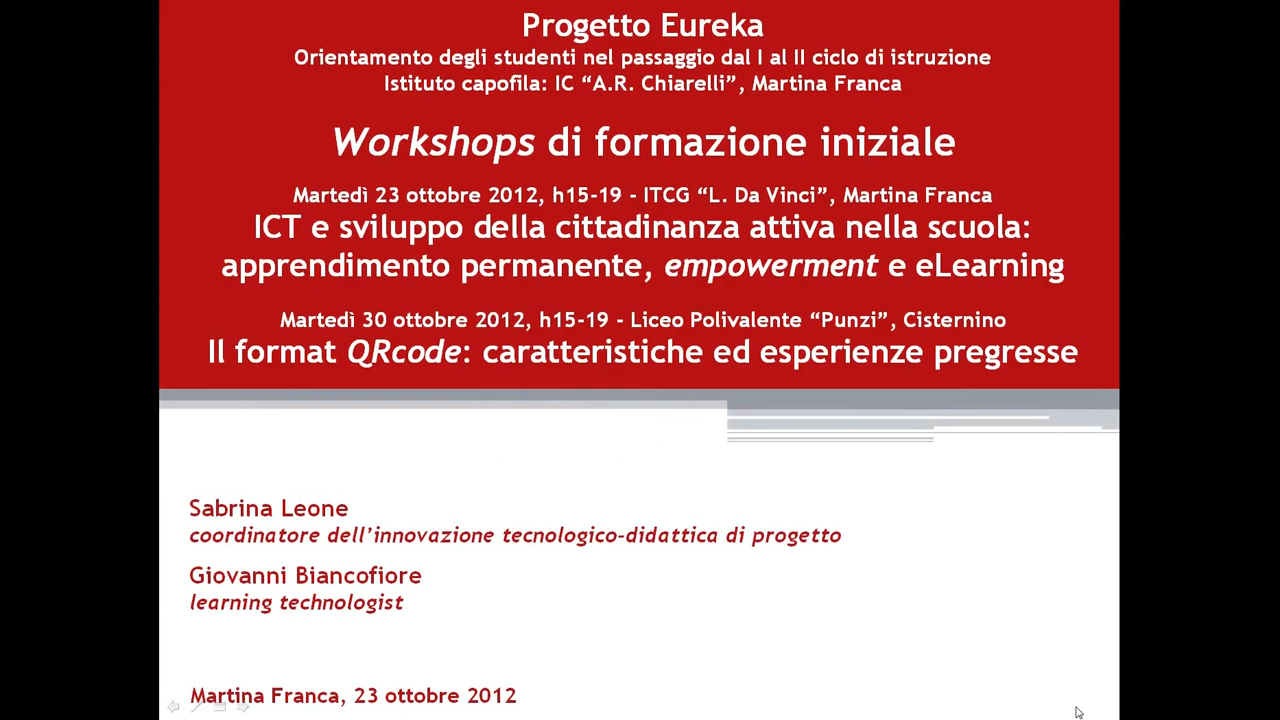 Progetto Eureka
Orientamento degli studenti nel passaggio dal I al II ciclo di istruzione
Istituto capofila: IC “A.R. Chiarelli”, Martina Franca
Workshops di formazione iniziale
Martedì 23 ottobre 2012, h15-19 - ITCG “L. Da Vinci”, Martina Franca
ICT e sviluppo della cittadinanza attiva nella scuola:
apprendimento permanente, empowerment e eLearning
Martedì 30 ottobre 2012, h15-19 - Liceo Polivalente “Punzi”, Cisternino
Il format QRcode: caratteristiche ed esperienze pregresse
Sabrina Leone
coordinatore dell’innovazione tecnologico-didattica di progetto
Giovanni Biancofiore
learning technologist
Martina Franca, 23 ottobre 2012